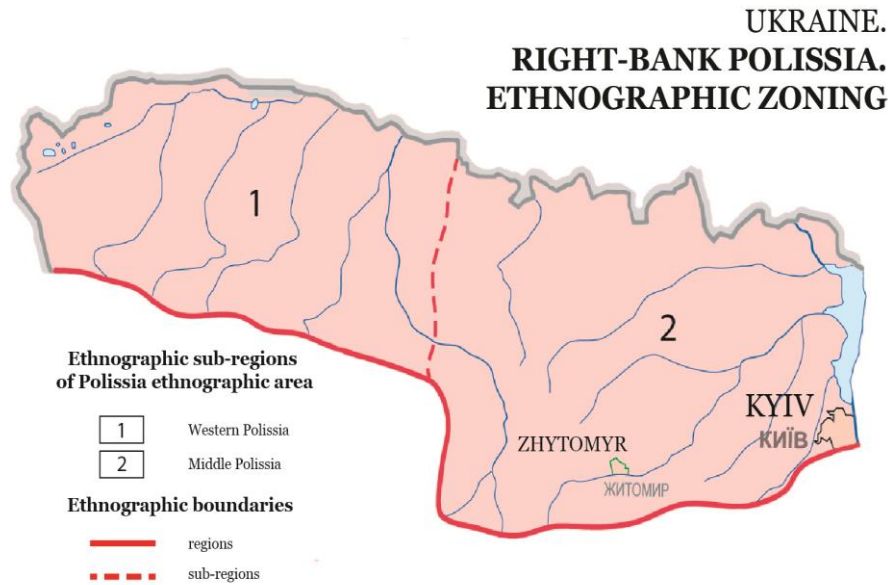 UKRAINE.
RIGHT-BANK POLISSIA.
ETHNOGRAPHIC ZONING
1
2
KYIV
КИЇВ
ZHYTOMYR
ЖИТОМИР
Ethnographic sub-regions
of Polissia ethnographic area
1 Western Polissia
2 Middle Polissia
Ethnographic boundaries
regions
sub-regions